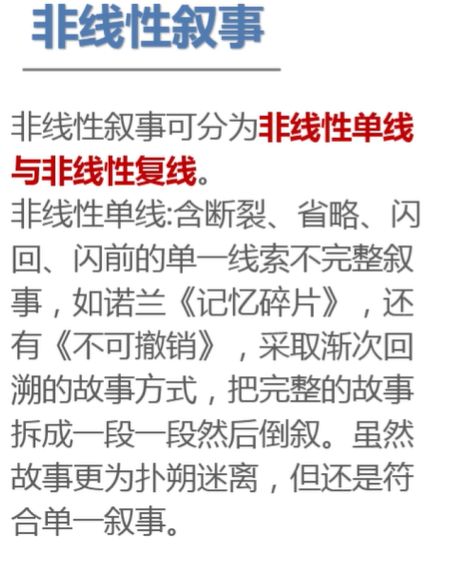 非线性叙事
非线性叙事可分为非线性单线
与非线性复线。
非线性单线:含断裂、省略、闪
回、闪前的单一线索不完整叙
事，如诺兰《记忆碎片》，还
有《不可撤销》，采取渐次回
溯的故事方式，把完整的故事
拆成一段一段然后倒叙。虽然
故事更为扑朔迷离，但还是符
合单一叙事。